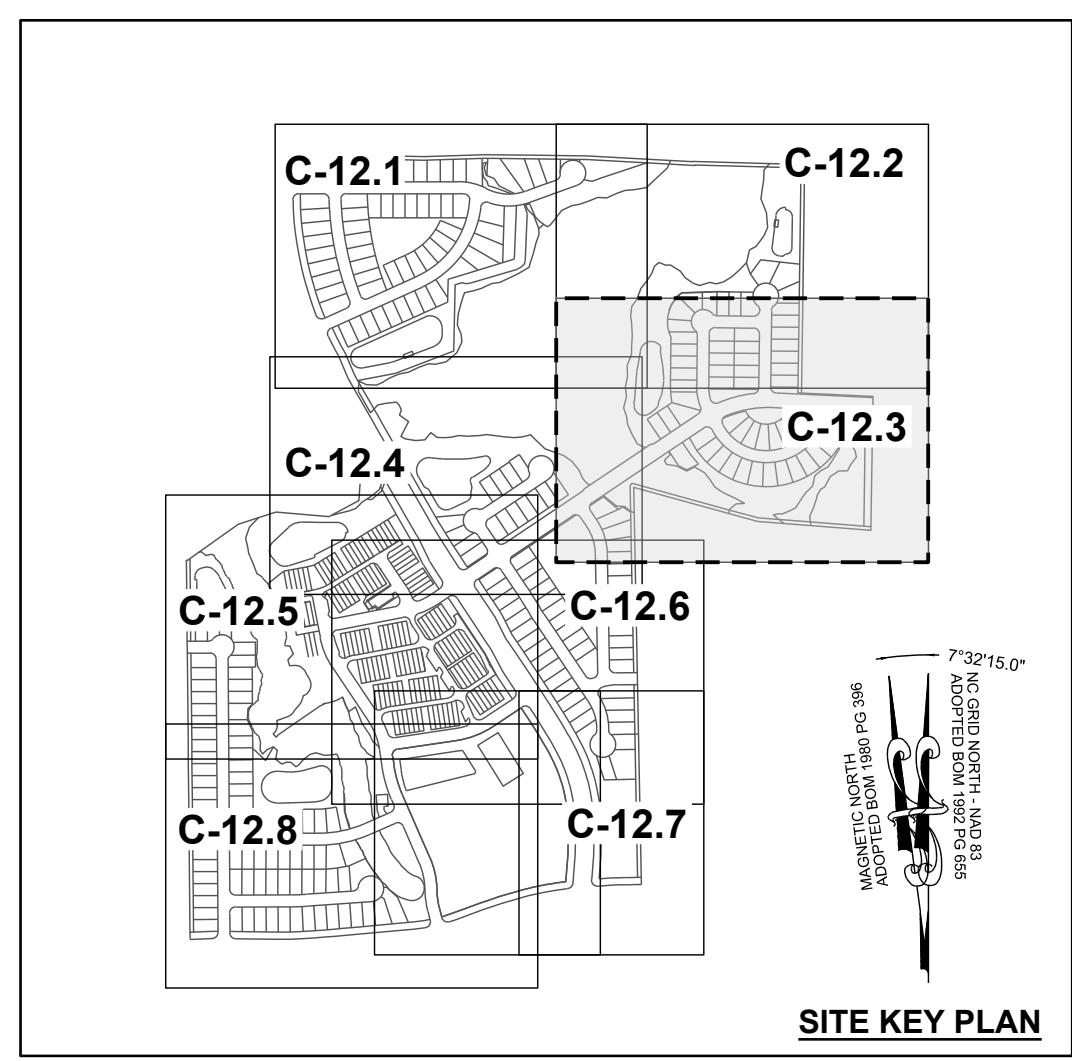 C-12.1
C-12.2
C-12.3
C-12.4
C-12.5
C-12.6
C-12.7
C-12.8
7°32'15.0"
MAGNETIC NORTH
ADOPTED BOM 1980 PG 396
NC GRID NORTH - NAD 83
ADOPTED BOM 1992 PG 655
SITE KEY PLAN